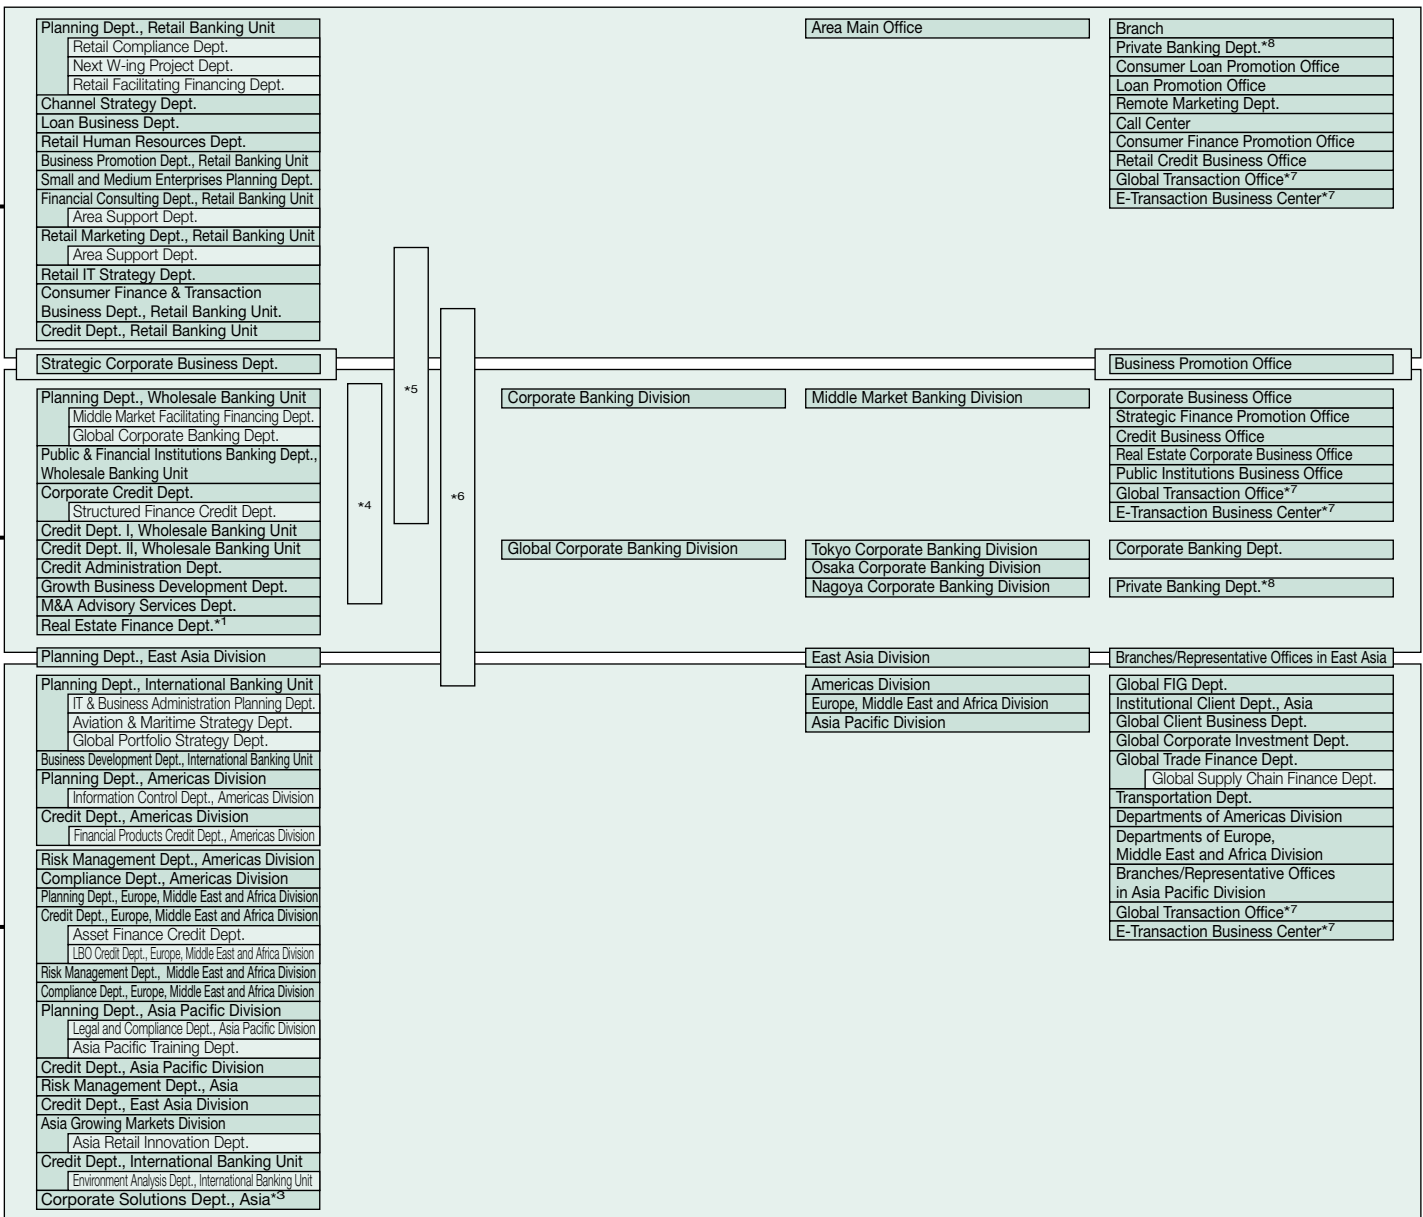 Planning Dept., Retail Banking Unit
Retail Compliance Dept.
Next W-ing Project Dept.
Retail Facilitating Financing Dept.
Channel Strategy Dept.
Loan Business Dept.
Retail Human Resources Dept.
Business Promotion Dept., Retail Banking Unit
Small and Medium Enterprises Planning Dept.
Financial Consulting Dept., Retail Banking Unit
Area Support Dept.
Retail Marketing Dept., Retail Banking Unit
Area Support Dept.
Retail IT Strategy Dept.
Consumer Finance & Transaction
Business Dept., Retail Banking Unit.
Credit Dept., Retail Banking Unit
Area Main Office
Branch
Private Banking Dept.*8
Consumer Loan Promotion Office
Loan Promotion Office
Remote Marketing Dept.
Call Center
Consumer Finance Promotion Office
Retail Credit Business Office
Global Transaction Office*7
E-Transaction Business Center*7
Strategic Corporate Business Dept.
Business Promotion Office
Planning Dept., Wholesale Banking Unit
Middle Market Facilitating Financing Dept.
Global Corporate Banking Dept.
Public & Financial Institutions Banking Dept.,
Wholesale Banking Unit
Corporate Credit Dept.
Structured Finance Credit Dept.
Credit Dept. I, Wholesale Banking Unit
Credit Dept. II, Wholesale Banking Unit
Credit Administration Dept.
Growth Business Development Dept.
M&A Advisory Services Dept.
Real Estate Finance Dept.*1
*4
*5
*6
Corporate Banking Division
Global Corporate Banking Division
Middle Market Banking Division
Tokyo Corporate Banking Division
Osaka Corporate Banking Division
Nagoya Corporate Banking Division
Corporate Business Office
Strategic Finance Promotion Office
Credit Business Office
Real Estate Corporate Business Office
Public Institutions Business Office
Global Transaction Office*7
E-Transaction Business Center*7
Corporate Banking Dept.
Private Banking Dept.*8
Planning Dept., East Asia Division
East Asia Division
Branches/Representative Offices in East Asia
Planning Dept., International Banking Unit
IT & Business Administration Planning Dept.
Aviation & Maritime Strategy Dept.
Global Portfolio Strategy Dept.
Business Development Dept., International Banking Unit
Planning Dept., Americas Division
Information Control Dept., Americas Division
Credit Dept., Americas Division
Financial Products Credit Dept., Americas Division
Risk Management Dept., Americas Division
Compliance Dept., Americas Division
Planning Dept., Europe, Middle East and Africa Division
Credit Dept., Europe, Middle East and Africa Division
Asset Finance Credit Dept.
LBO Credit Dept., Europe, Middle East and Africa Division
Risk Management Dept., Middle East and Africa Division
Compliance Dept., Europe, Middle East and Africa Division
Planning Dept., Asia Pacific Division
Legal and Compliance Dept., Asia Pacific Division
Asia Pacific Training Dept.
Credit Dept., Asia Pacific Division
Risk Management Dept., Asia
Credit Dept., East Asia Division
Asia Growing Markets Division
Asia Retail Innovation Dept.
Credit Dept., International Banking Unit
Environment Analysis Dept., International Banking Unit
Corporate Solutions Dept., Asia*3
Americas Division
Europe, Middle East and Africa Division
Asia Pacific Division
Global FIG Dept.
Institutional Client Dept., Asia
Global Client Business Dept.
Global Corporate Investment Dept.
Global Trade Finance Dept.
Global Supply Chain Finance Dept.
Transportation Dept.
Departments of Americas Division
Departments of Europe,
Middle East and Africa Division
Branches/Representative Offices
in Asia Pacific Division
Global Transaction Office*7
E-Transaction Business Center*7